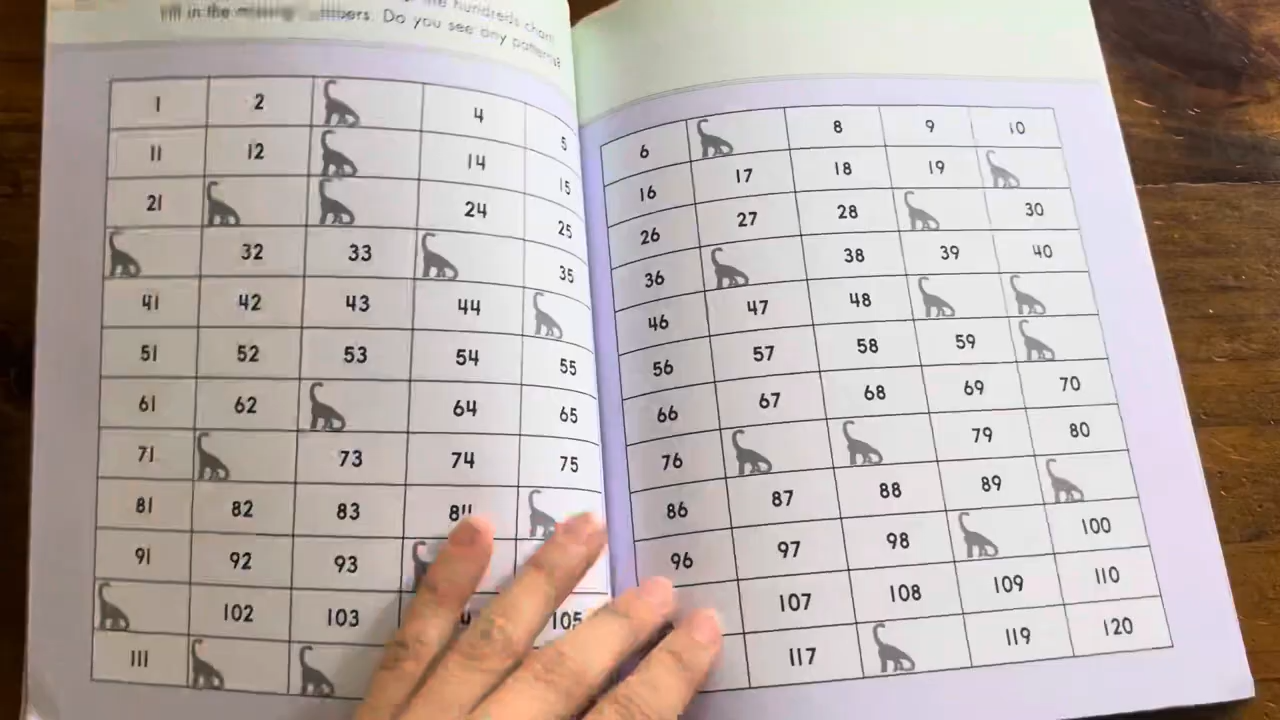 the hundreds chart.
Fill in the numbers. Do you see any patterns?
1 2 4 5
11 12 14 15
21 24 25
32 33 35
41 42 43 44
51 52 53 54 55
61 62 64 65
71 73 74 75
81 82 83 84
91 92 93
102 103 105
111
6 8 9 10
16 17 18 19
26 27 28 30
36 38 39 40
46 47 48
56 57 58 59
66 67 68 69 70
76 79 80
86 87 88 89
96 97 98 100
107 108 109 110
117 119 120